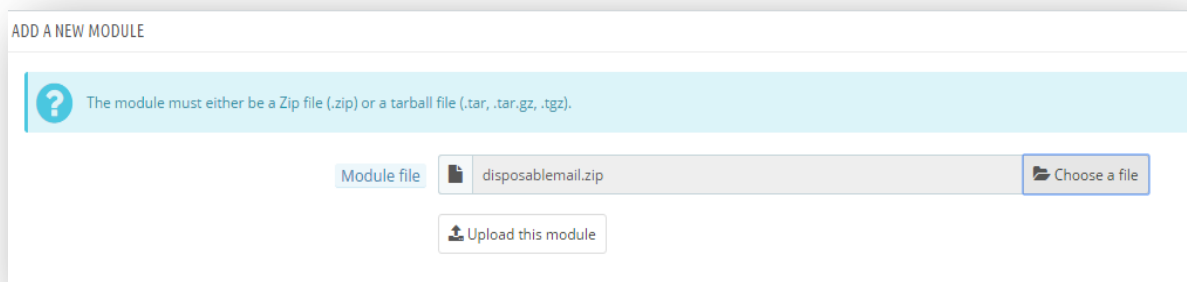 ADD A NEW MODULE
The module must either be a Zip file (.zip) or a tarball file (.tar, .tar.gz, .tgz).
Module file disposablemail.zip Choose a file
Upload this module